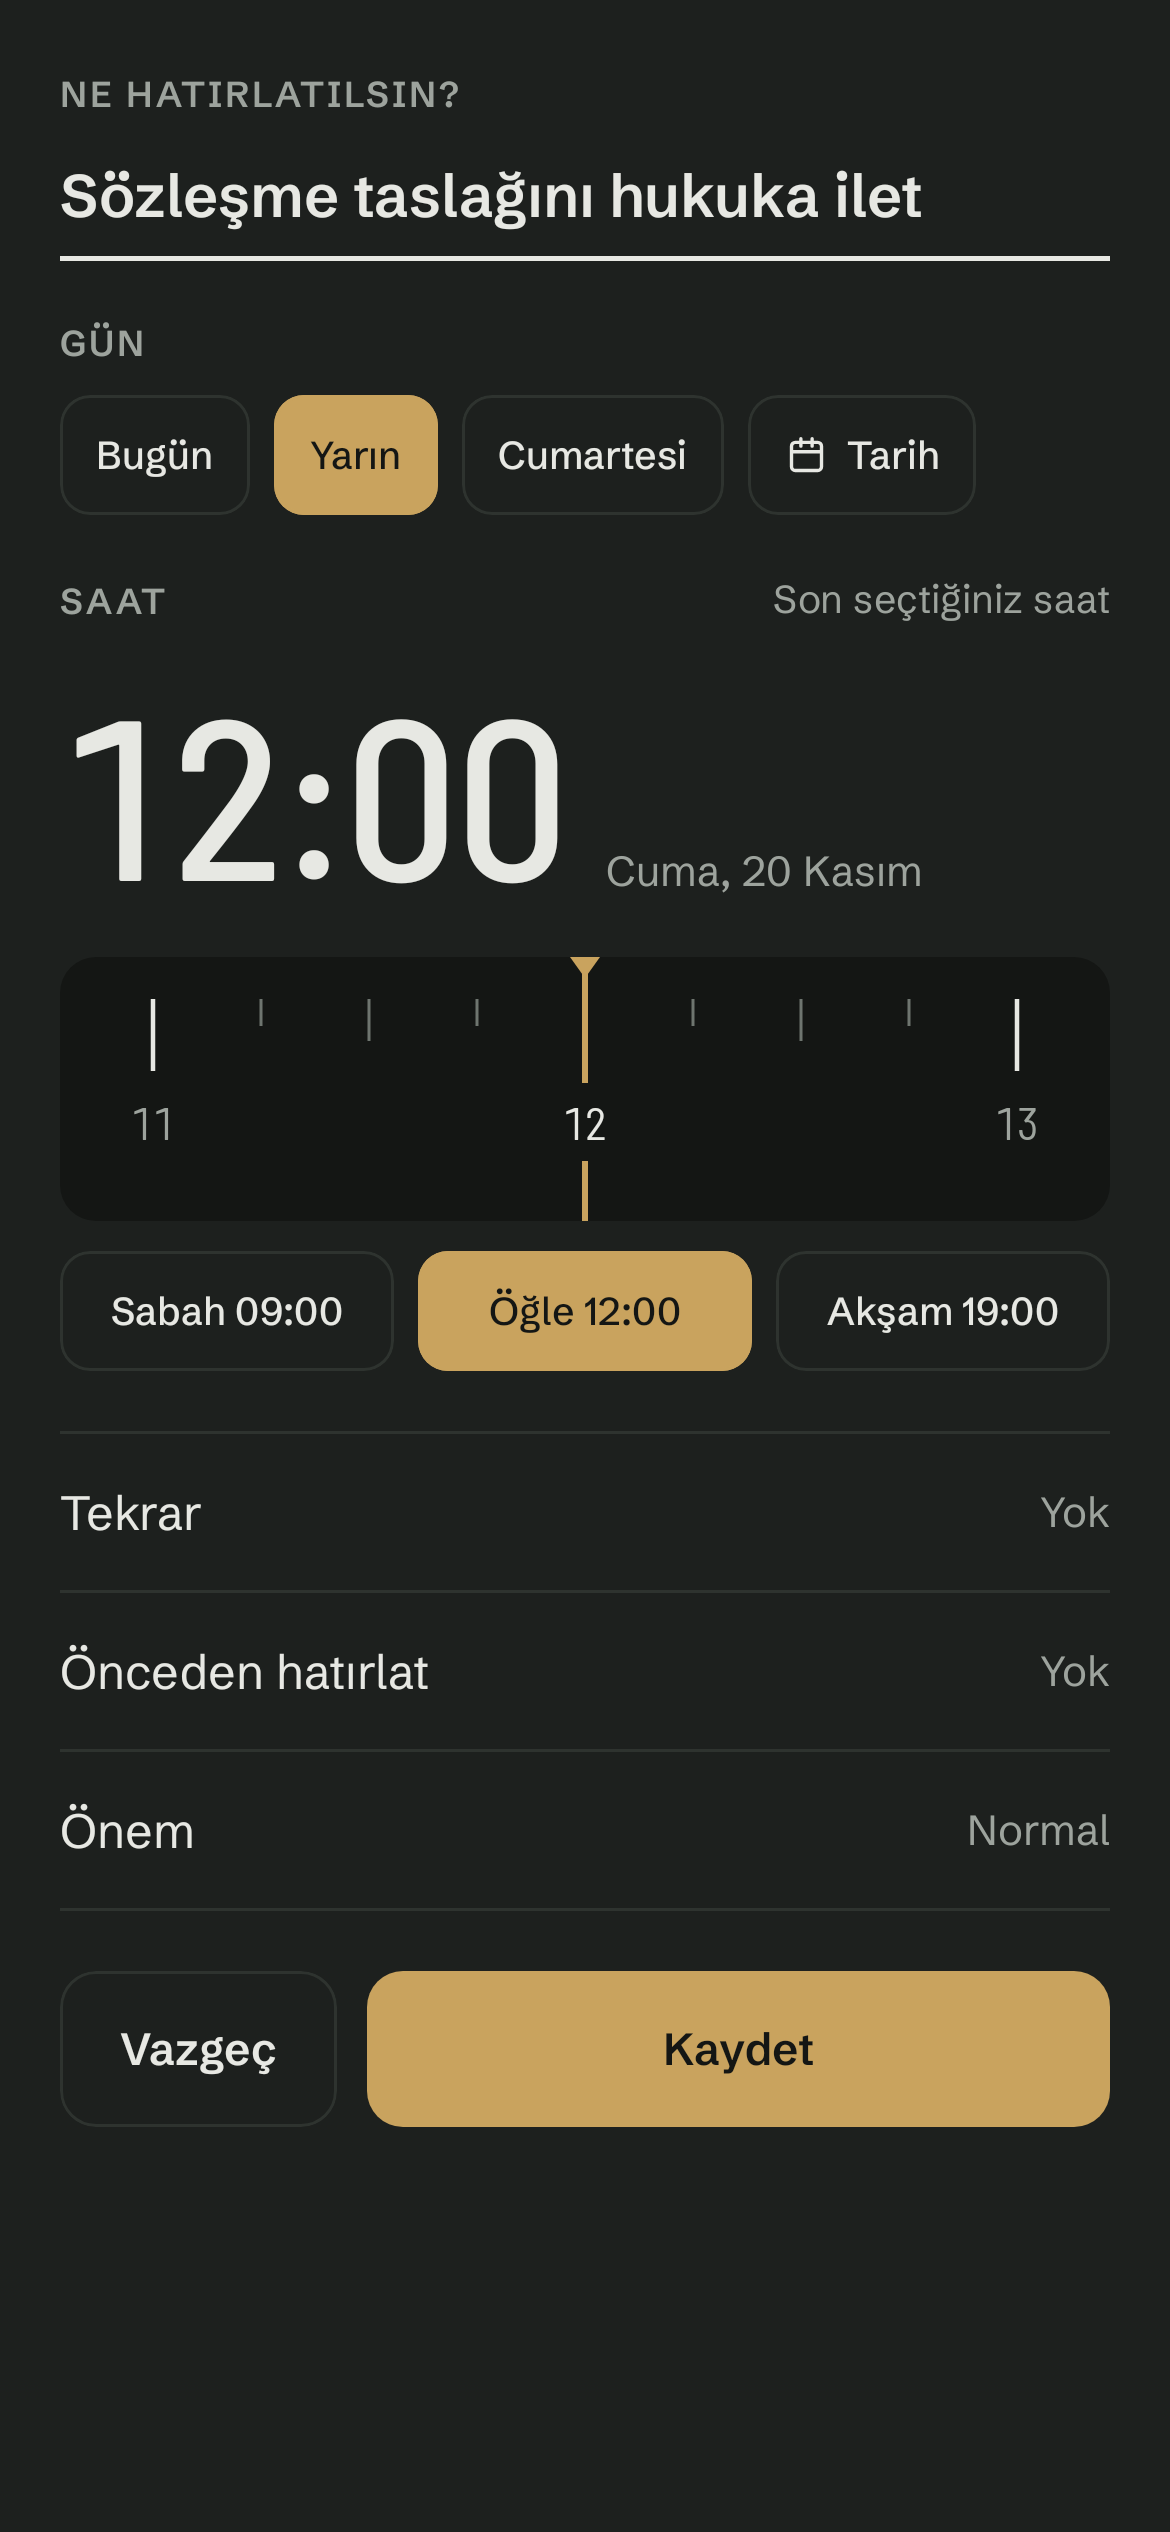 NE HATIRLATILSIN?
Sözleşme taslağını hukuka ilet
GÜN
Bugün Yarın Cumartesi Tarih
SAAT Son seçtiğiniz saat
12:00 Cuma, 20 Kasım
11 12 13
Sabah 09:00 Öğle 12:00 Akşam 19:00
Tekrar Yok
Önceden hatırlat Yok
Önem Normal
Vazgeç Kaydet